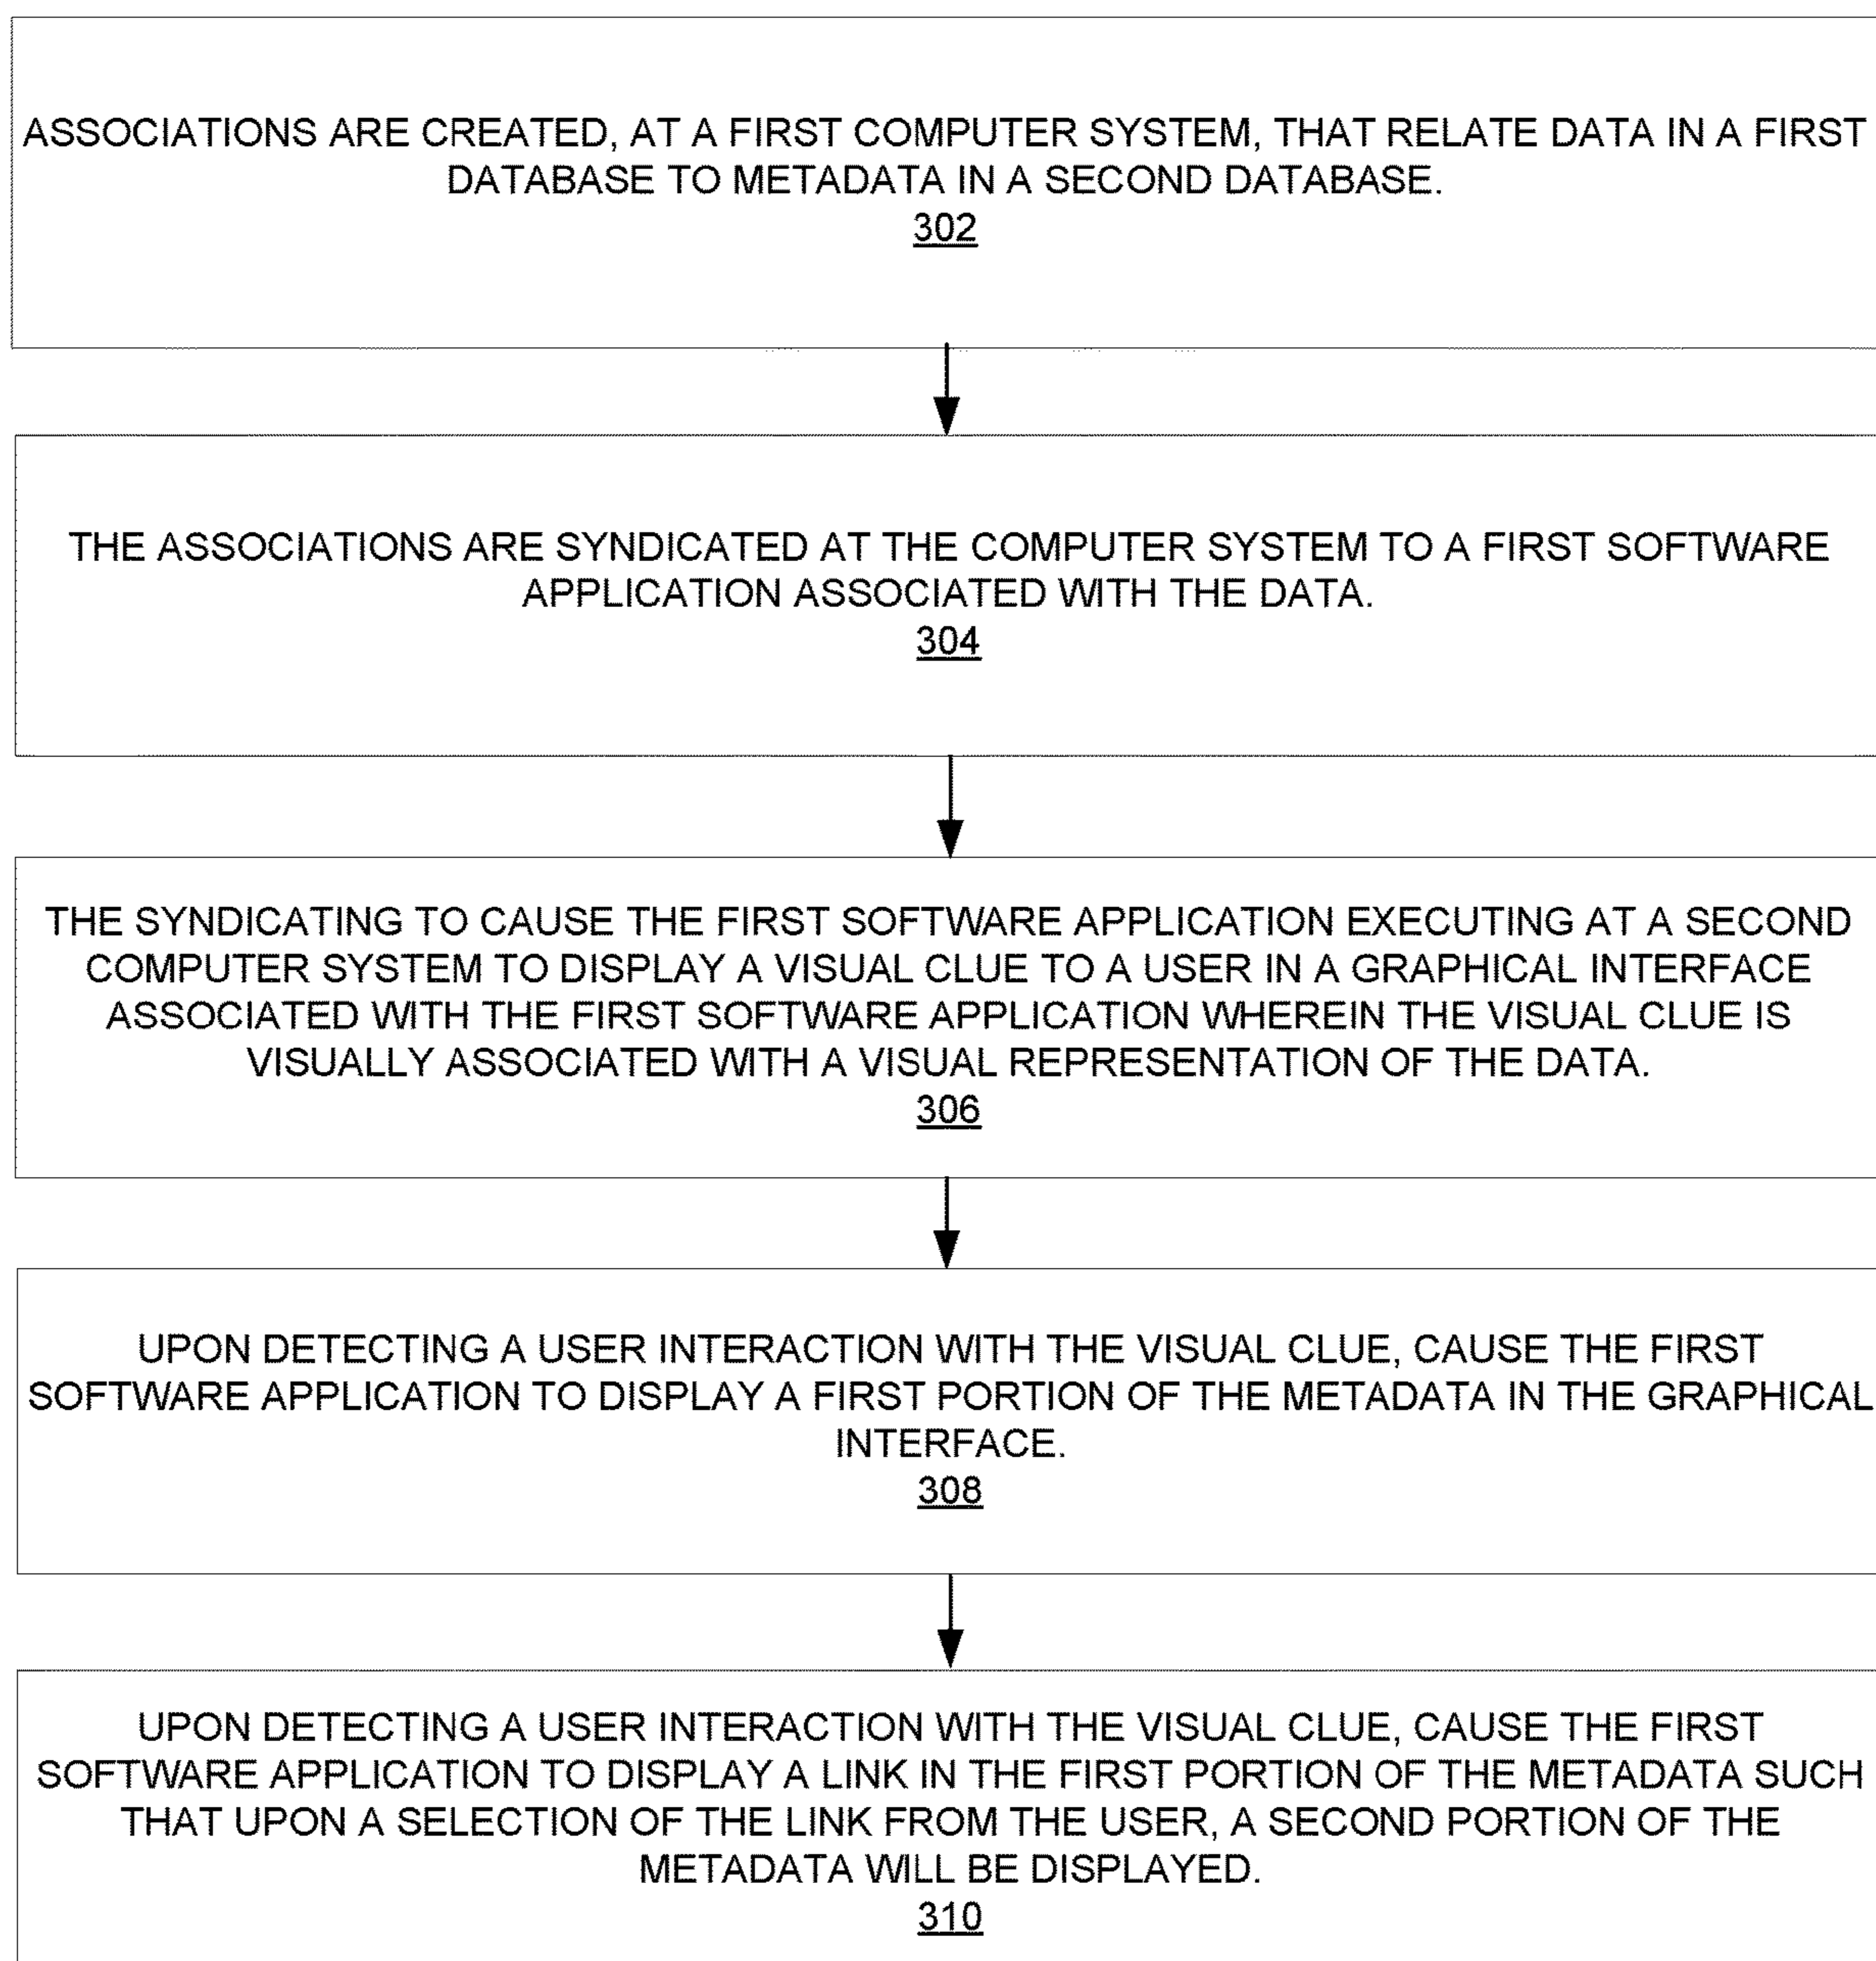 ASSOCIATIONS ARE CREATED, AT A FIRST COMPUTER SYSTEM, THAT RELATE DATA IN A FIRST
DATABASE TO METADATA IN A SECOND DATABASE.
302
THE ASSOCIATIONS ARE SYNDICATED AT THE COMPUTER SYSTEM TO A FIRST SOFTWARE
APPLICATION ASSOCIATED WITH THE DATA.
304
THE SYNDICATING TO CAUSE THE FIRST SOFTWARE APPLICATION EXECUTING AT A SECOND
COMPUTER SYSTEM TO DISPLAY A VISUAL CLUE TO A USER IN A GRAPHICAL INTERFACE
ASSOCIATED WITH THE FIRST SOFTWARE APPLICATION WHEREIN THE VISUAL CLUE IS
VISUALLY ASSOCIATED WITH A VISUAL REPRESENTATION OF THE DATA.
306
UPON DETECTING A USER INTERACTION WITH THE VISUAL CLUE, CAUSE THE FIRST
SOFTWARE APPLICATION TO DISPLAY A FIRST PORTION OF THE METADATA IN THE GRAPHICAL
INTERFACE.
308
UPON DETECTING A USER INTERACTION WITH THE VISUAL CLUE, CAUSE THE FIRST
SOFTWARE APPLICATION TO DISPLAY A LINK IN THE FIRST PORTION OF THE METADATA SUCH
THAT UPON A SELECTION OF THE LINK FROM THE USER, A SECOND PORTION OF THE
METADATA WILL BE DISPLAYED.
310